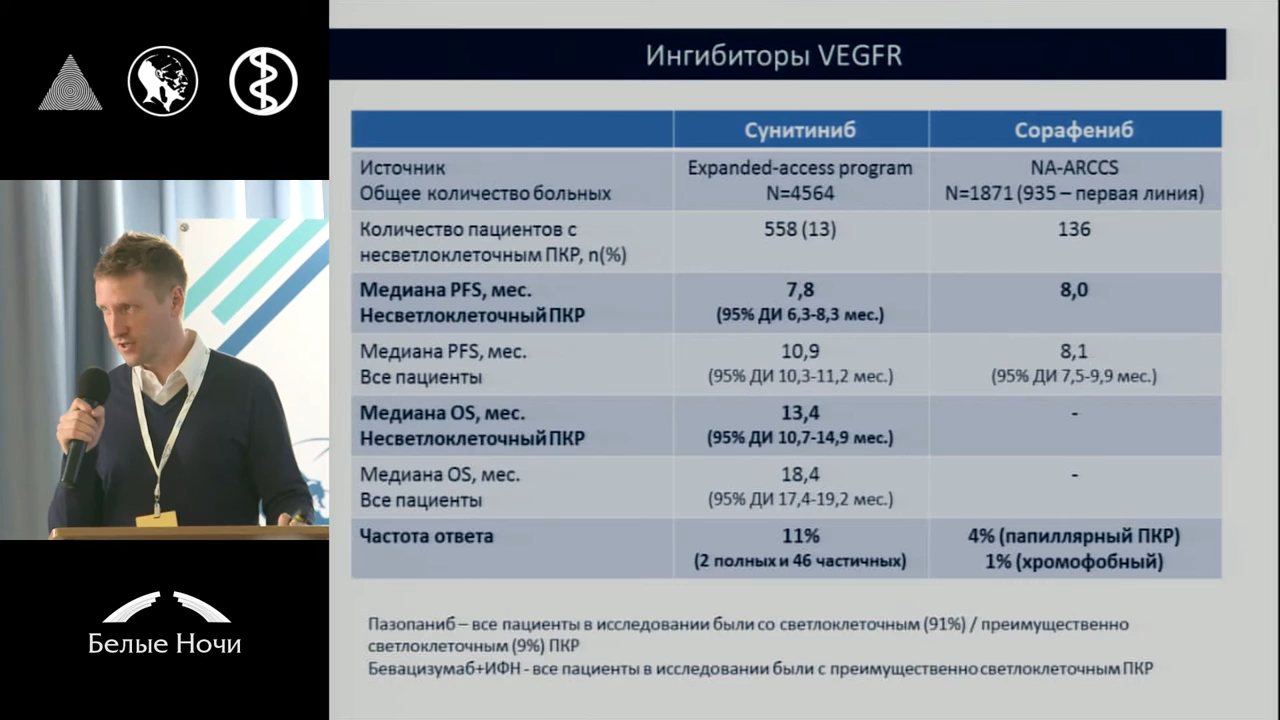 Ингибиторы VEGFR
Сунитиниб
Сорафениб
Источник
Общее количество больных
Expanded-access program
N=4564
NA-ARCCS
N=1871 (935 – первая линия)
Количество пациентов с
несветлоклеточным ПКР, n(%)
558 (13)
136
Медиана PFS, мес.
Несветлоклеточный ПКР
7,8
(95% ДИ 6,3-8,3 мес.)
8,0
Медиана PFS, мес.
Все пациенты
10,9
(95% ДИ 10,3-11,2 мес.)
8,1
(95% ДИ 7,5-9,9 мес.)
Медиана OS, мес.
Несветлоклеточный ПКР
13,4
(95% ДИ 10,7-14,9 мес.)
-
Медиана OS, мес.
Все пациенты
18,4
(95% ДИ 17,4-19,2 мес.)
-
Частота ответа
11%
(2 полных и 46 частичных)
4% (папиллярный ПКР)
1% (хромофобный)
Пазопаниб – все пациенты в исследовании были со светлоклеточным (91%) / преимущественно
светлоклеточным (9%) ПКР
Бевацизумаб+ИФН - все пациенты в исследовании были с преимущественно светлоклеточным ПКР
Белые Ночи